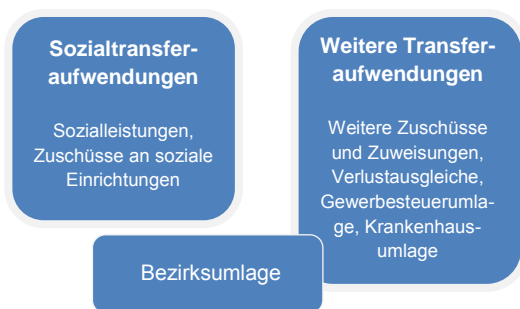 Sozialtransfer-
aufwendungen
Sozialleistungen,
Zuschüsse an soziale
Einrichtungen
Weitere Transfer-
aufwendungen
Weitere Zuschüsse
und Zuweisungen,
Verlustausgleiche,
Gewerbesteuerumla-
ge, Krankenhaus-
umlage
Bezirksumlage